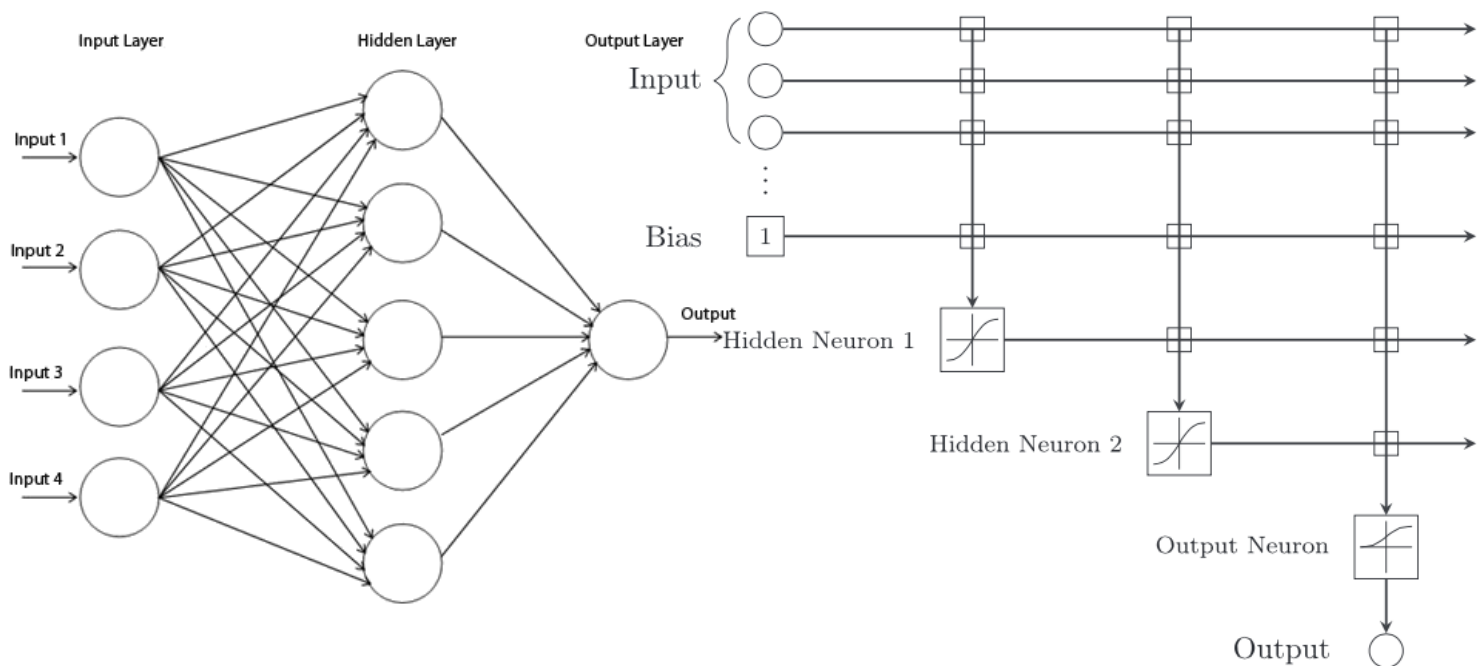 Input Layer
Hidden Layer
Output Layer
Input 1
Input 2
Input 3
Input 4
Output
Input
⋮
Bias
1
Hidden Neuron 1
Hidden Neuron 2
Output Neuron
Output